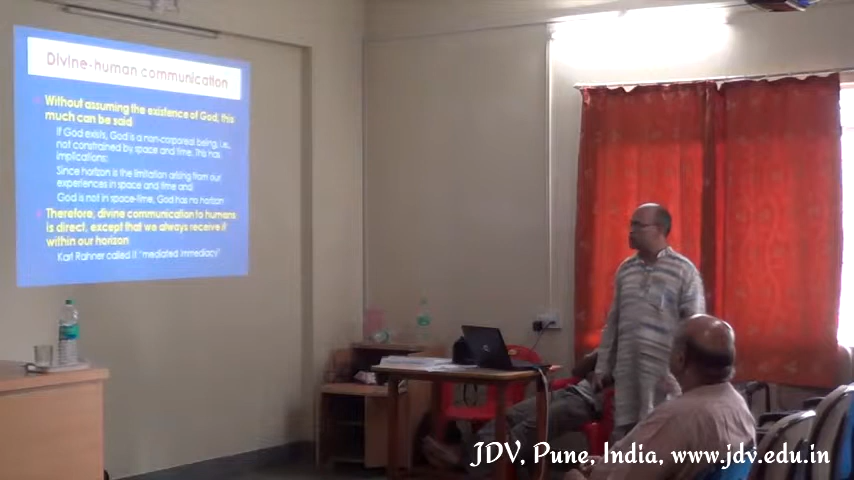 Divine-human communication
Without assuming the existence of God, this
much can be said
If God exists, God is a non-corporeal being, i.e.,
not constrained by space and time. This has
implications:
Since horizon is the limitation arising from our
experiences in space and time and
God is not in space-time, God has no horizon
Therefore, divine communication to humans
is direct, except that we always receive it
within our horizon
Karl Rahner called it "mediated immediacy"
JDV, Pune, India, www.jdv.edu.in